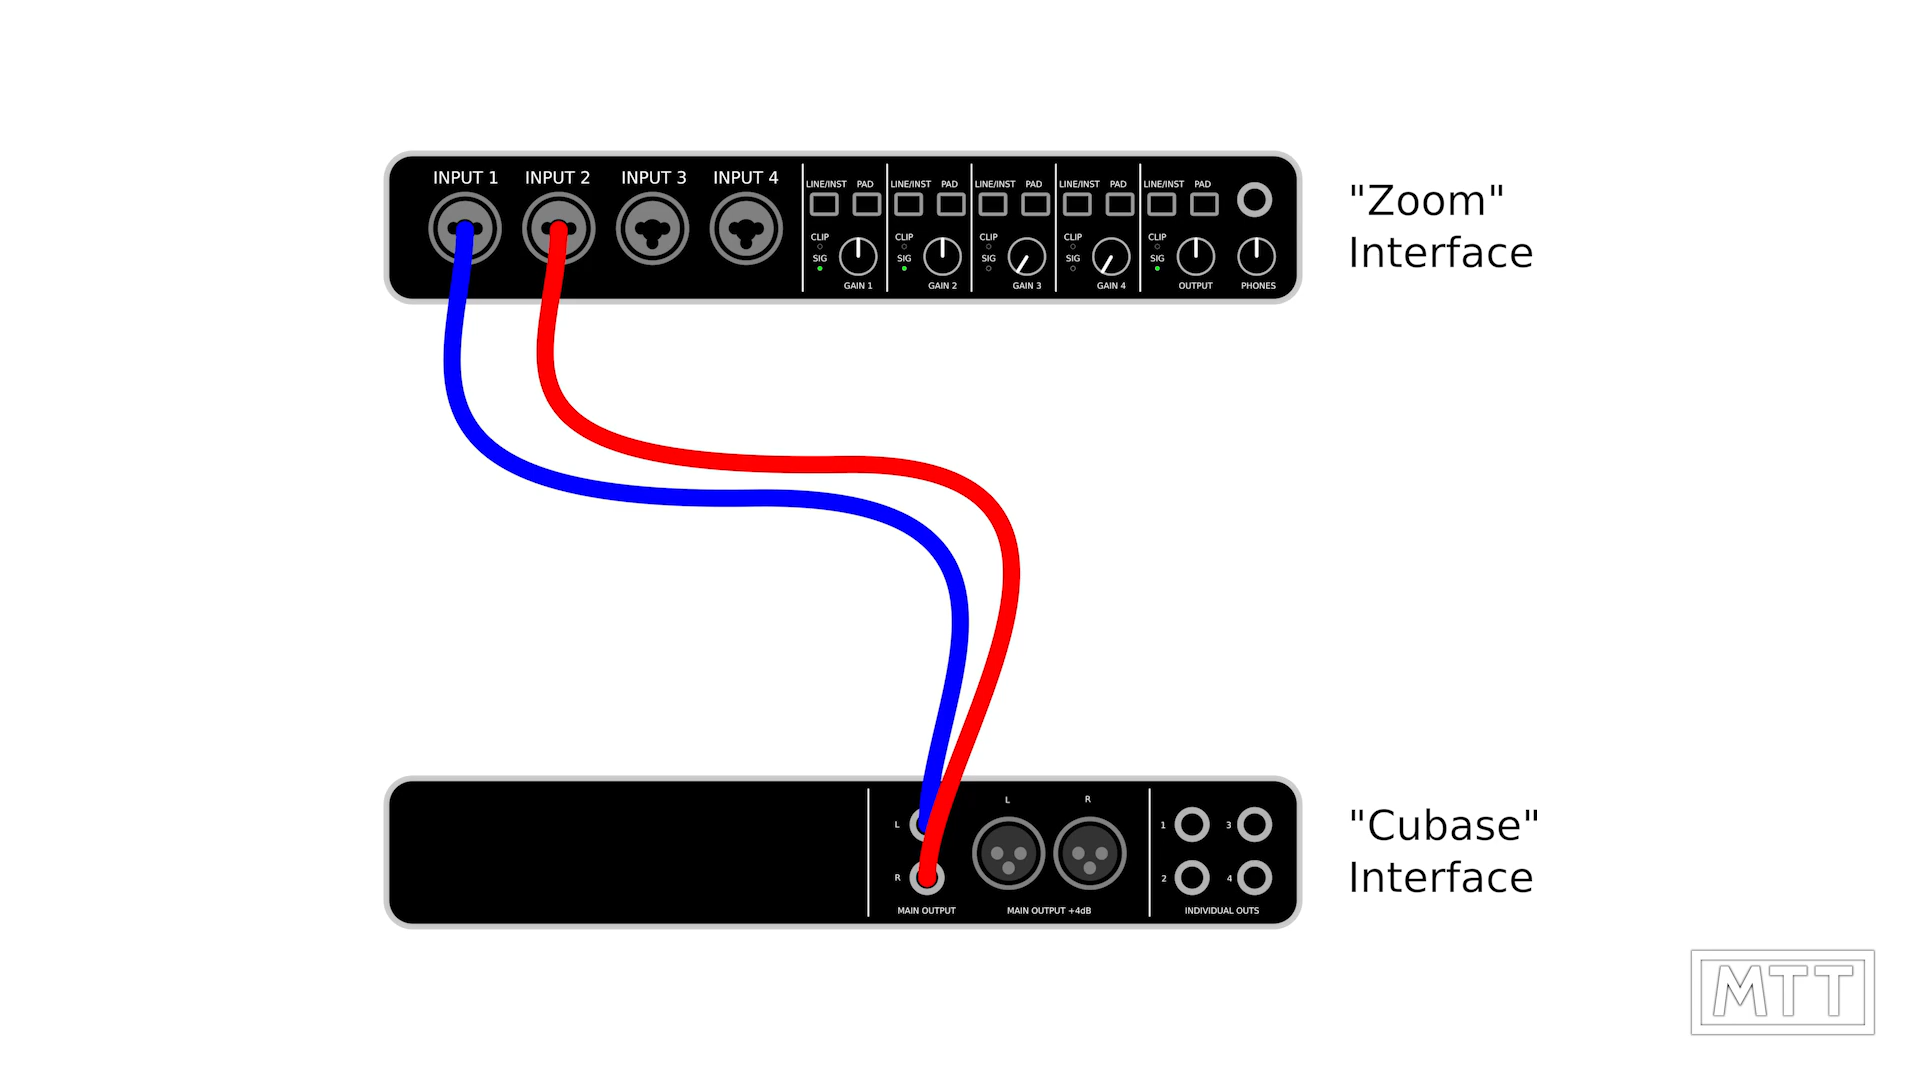 INPUT 1 INPUT 2 INPUT 3 INPUT 4
LINE/INST PAD LINE/INST PAD LINE/INST PAD LINE/INST PAD LINE/INST PAD
CLIP CLIP CLIP CLIP CLIP
SIG SIG SIG SIG SIG
GAIN 1 GAIN 2 GAIN 3 GAIN 4 OUTPUT PHONES
"Zoom"
Interface
L R
L 1 3
R 2 4
MAIN OUTPUT MAIN OUTPUT +4dB INDIVIDUAL OUTS
"Cubase"
Interface
MTT